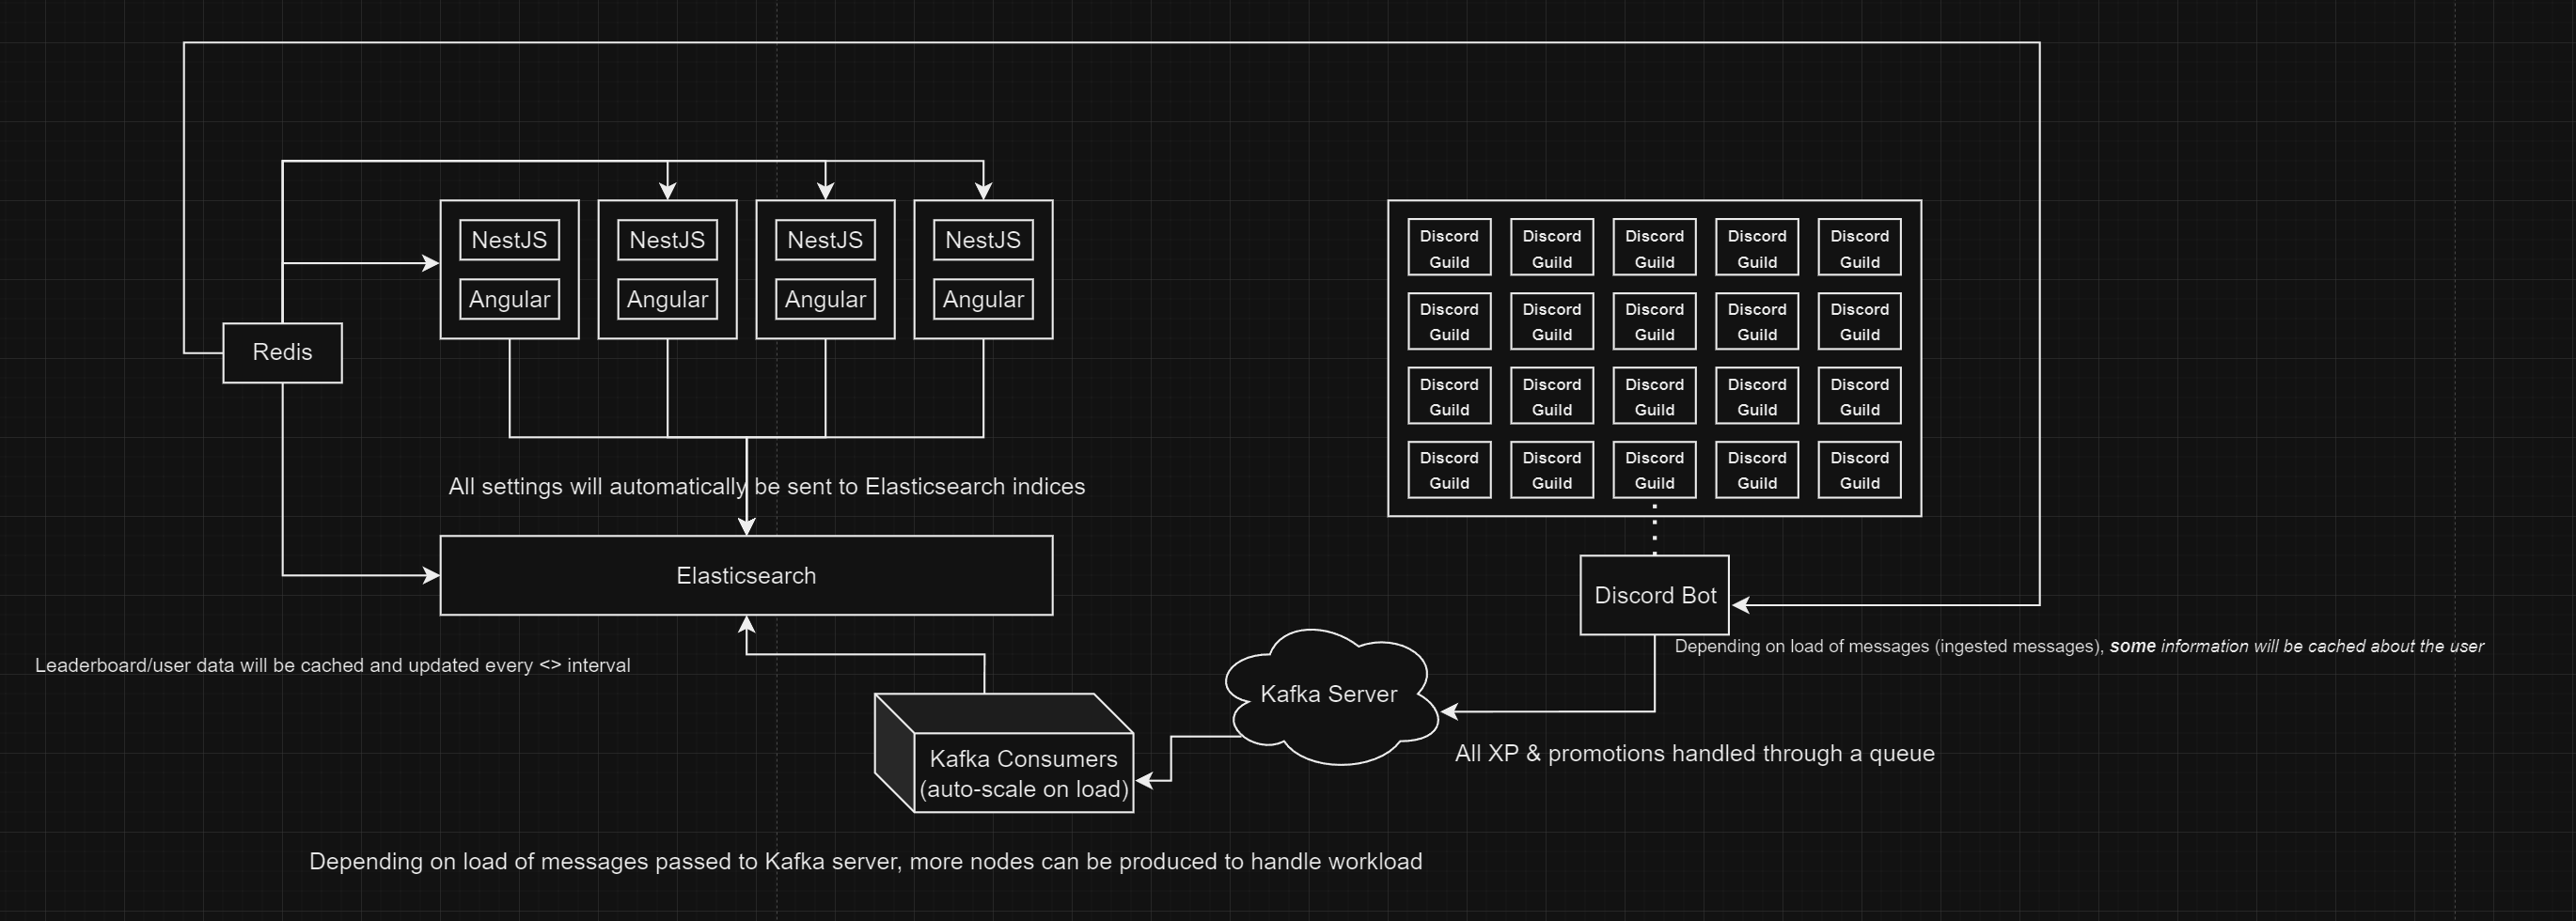 NestJS
NestJS
NestJS
NestJS
Angular
Angular
Angular
Angular
Redis
All settings will automatically be sent to Elasticsearch indices
Elasticsearch
Leaderboard/user data will be cached and updated every <> interval
Kafka Consumers
(auto-scale on load)
Depending on load of messages passed to Kafka server, more nodes can be produced to handle workload
Discord
Guild
Discord
Guild
Discord
Guild
Discord
Guild
Discord
Guild
Discord
Guild
Discord
Guild
Discord
Guild
Discord
Guild
Discord
Guild
Discord
Guild
Discord
Guild
Discord
Guild
Discord
Guild
Discord
Guild
Discord
Guild
Discord
Guild
Discord
Guild
Discord
Guild
Discord
Guild
Discord Bot
Depending on load of messages (ingested messages), some information will be cached about the user
Kafka Server
All XP & promotions handled through a queue